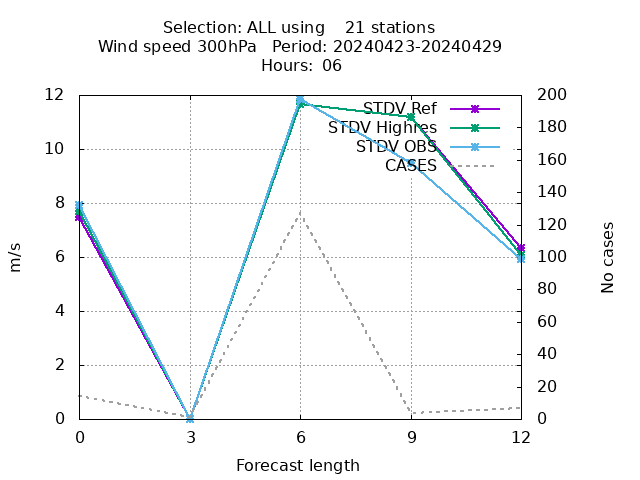 Selection: ALL using    21 stations
Wind speed 300hPa   Period: 20240423-20240429
Hours: 06
STDV Ref
STDV Highres
STDV OBS
CASES
12
10
8
6
4
2
0
200
180
160
140
120
100
80
60
40
20
0
m/s
No cases
0 3 6 9 12
Forecast length